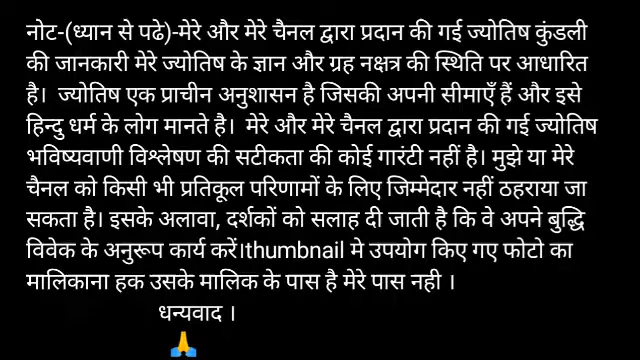 नोट-(ध्यान से पढे)-मेरे और मेरे चैनल द्वारा प्रदान की गई ज्योतिष कुंडली
की जानकारी मेरे ज्योतिष के ज्ञान और ग्रह नक्षत्र की स्थिति पर आधारित
है। ज्योतिष एक प्राचीन अनुशासन है जिसकी अपनी सीमाएँ हैं और इसे
हिन्दु धर्म के लोग मानते है। मेरे और मेरे चैनल द्वारा प्रदान की गई ज्योतिष
भविष्यवाणी विश्लेषण की सटीकता की कोई गारंटी नहीं है। मुझे या मेरे
चैनल को किसी भी प्रतिकूल परिणामों के लिए जिम्मेदार नहीं ठहराया जा
सकता है। इसके अलावा, दर्शकों को सलाह दी जाती है कि वे अपने बुद्धि
विवेक के अनुरूप कार्य करें।thumbnail मे उपयोग किए गए फोटो का
मालिकाना हक उसके मालिक के पास है मेरे पास नही ।
धन्यवाद ।
🙏